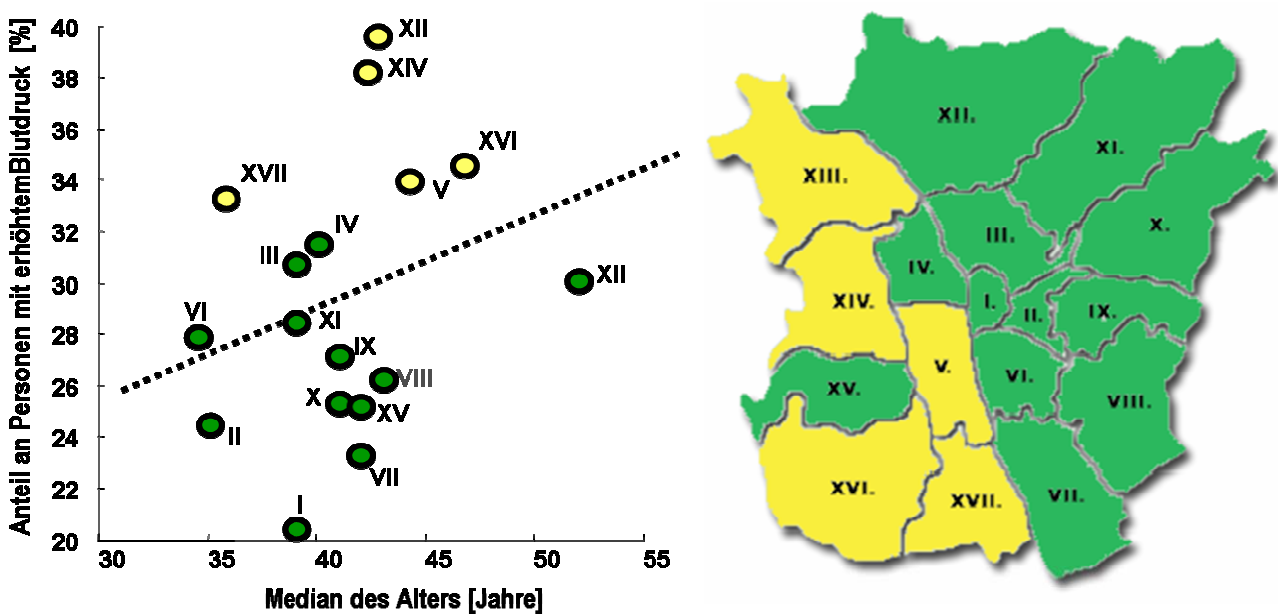 Anteil an Personen mit erhöhtemBlutdruck [%]
40
38
36
34
32
30
28
26
24
22
20
30
35
40
45
50
55
Median des Alters [Jahre]
XII
XIV
XVI
XVII
V
IV
III
XII
VI
XI
IX
VIII
X
XV
II
VII
I
XII.
XI.
XIII.
X.
III.
IV.
XIV.
I.
II.
IX.
V.
VI.
XV.
VIII.
XVI.
XVII.
VII.